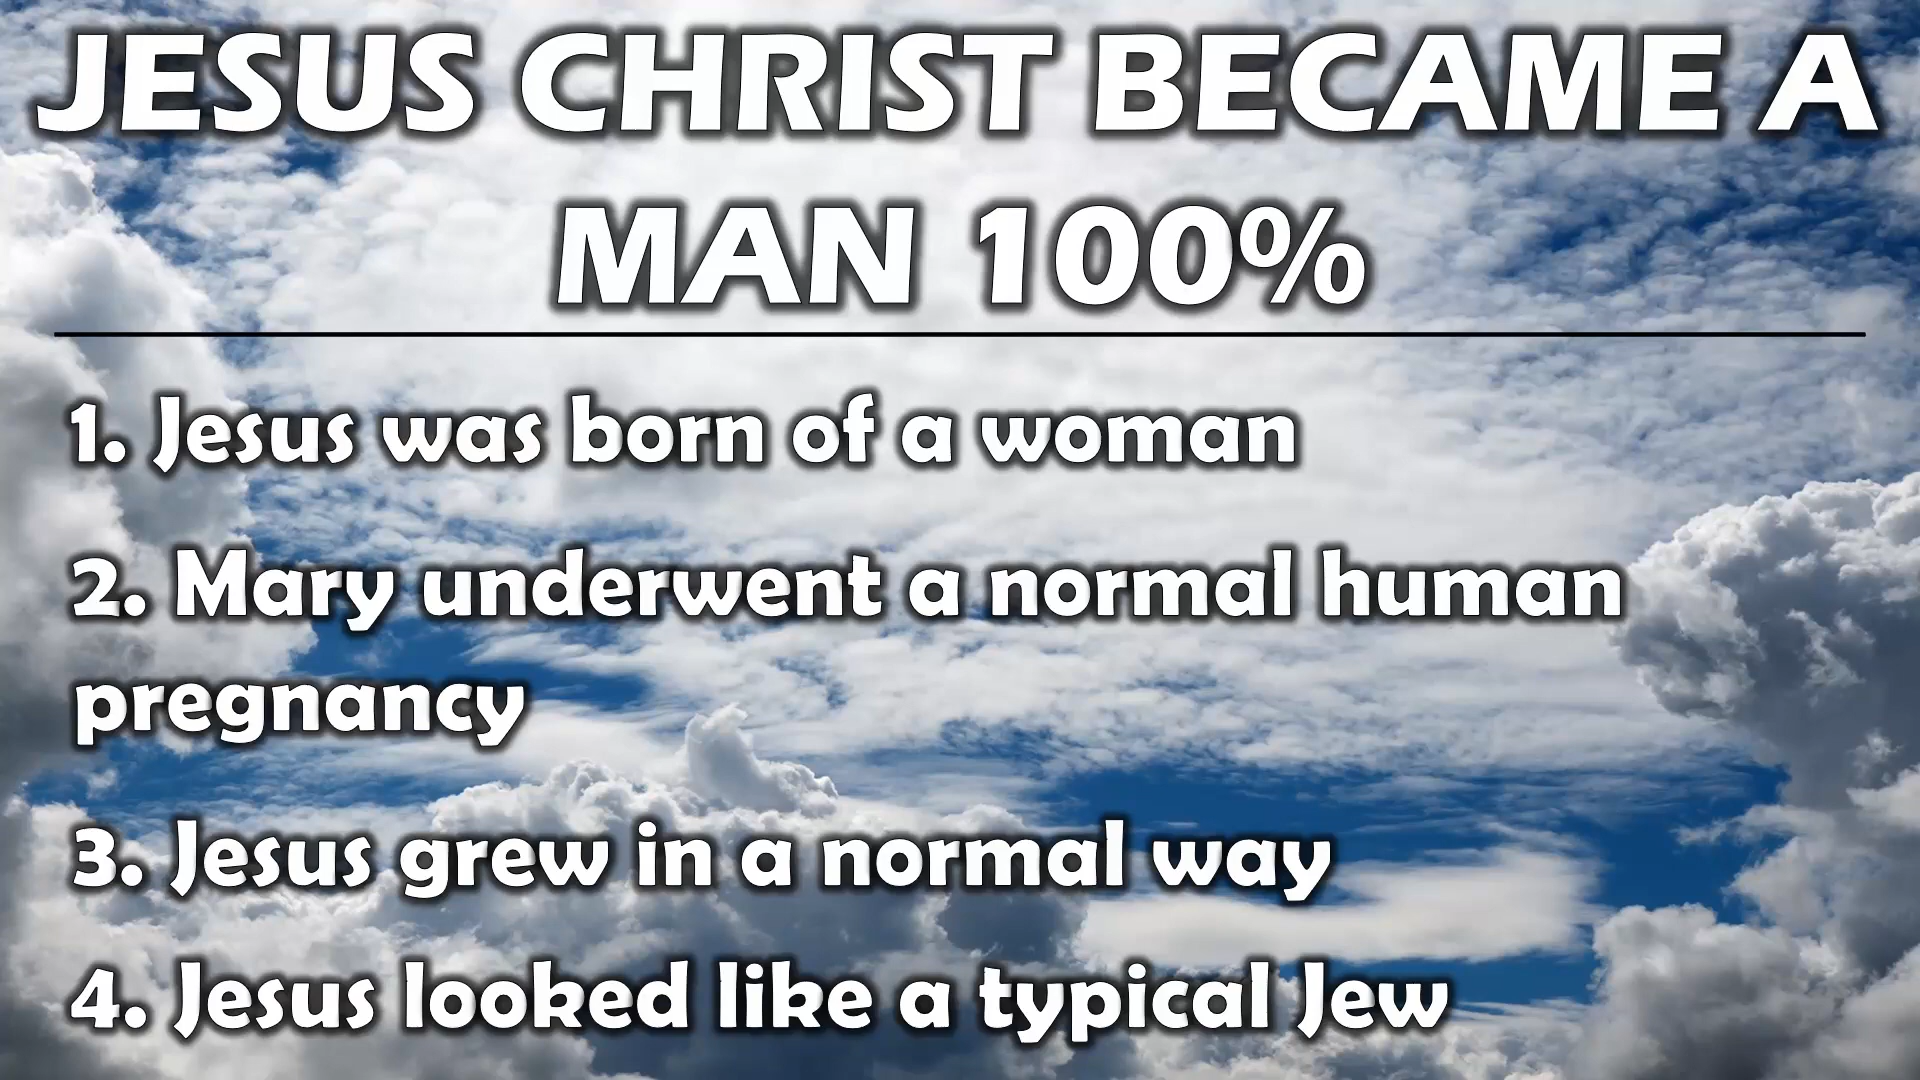 JESUS CHRIST BECAME A
MAN 100%
1. Jesus was born of a woman
2. Mary underwent a normal human
pregnancy
3. Jesus grew in a normal way
4. Jesus looked like a typical Jew